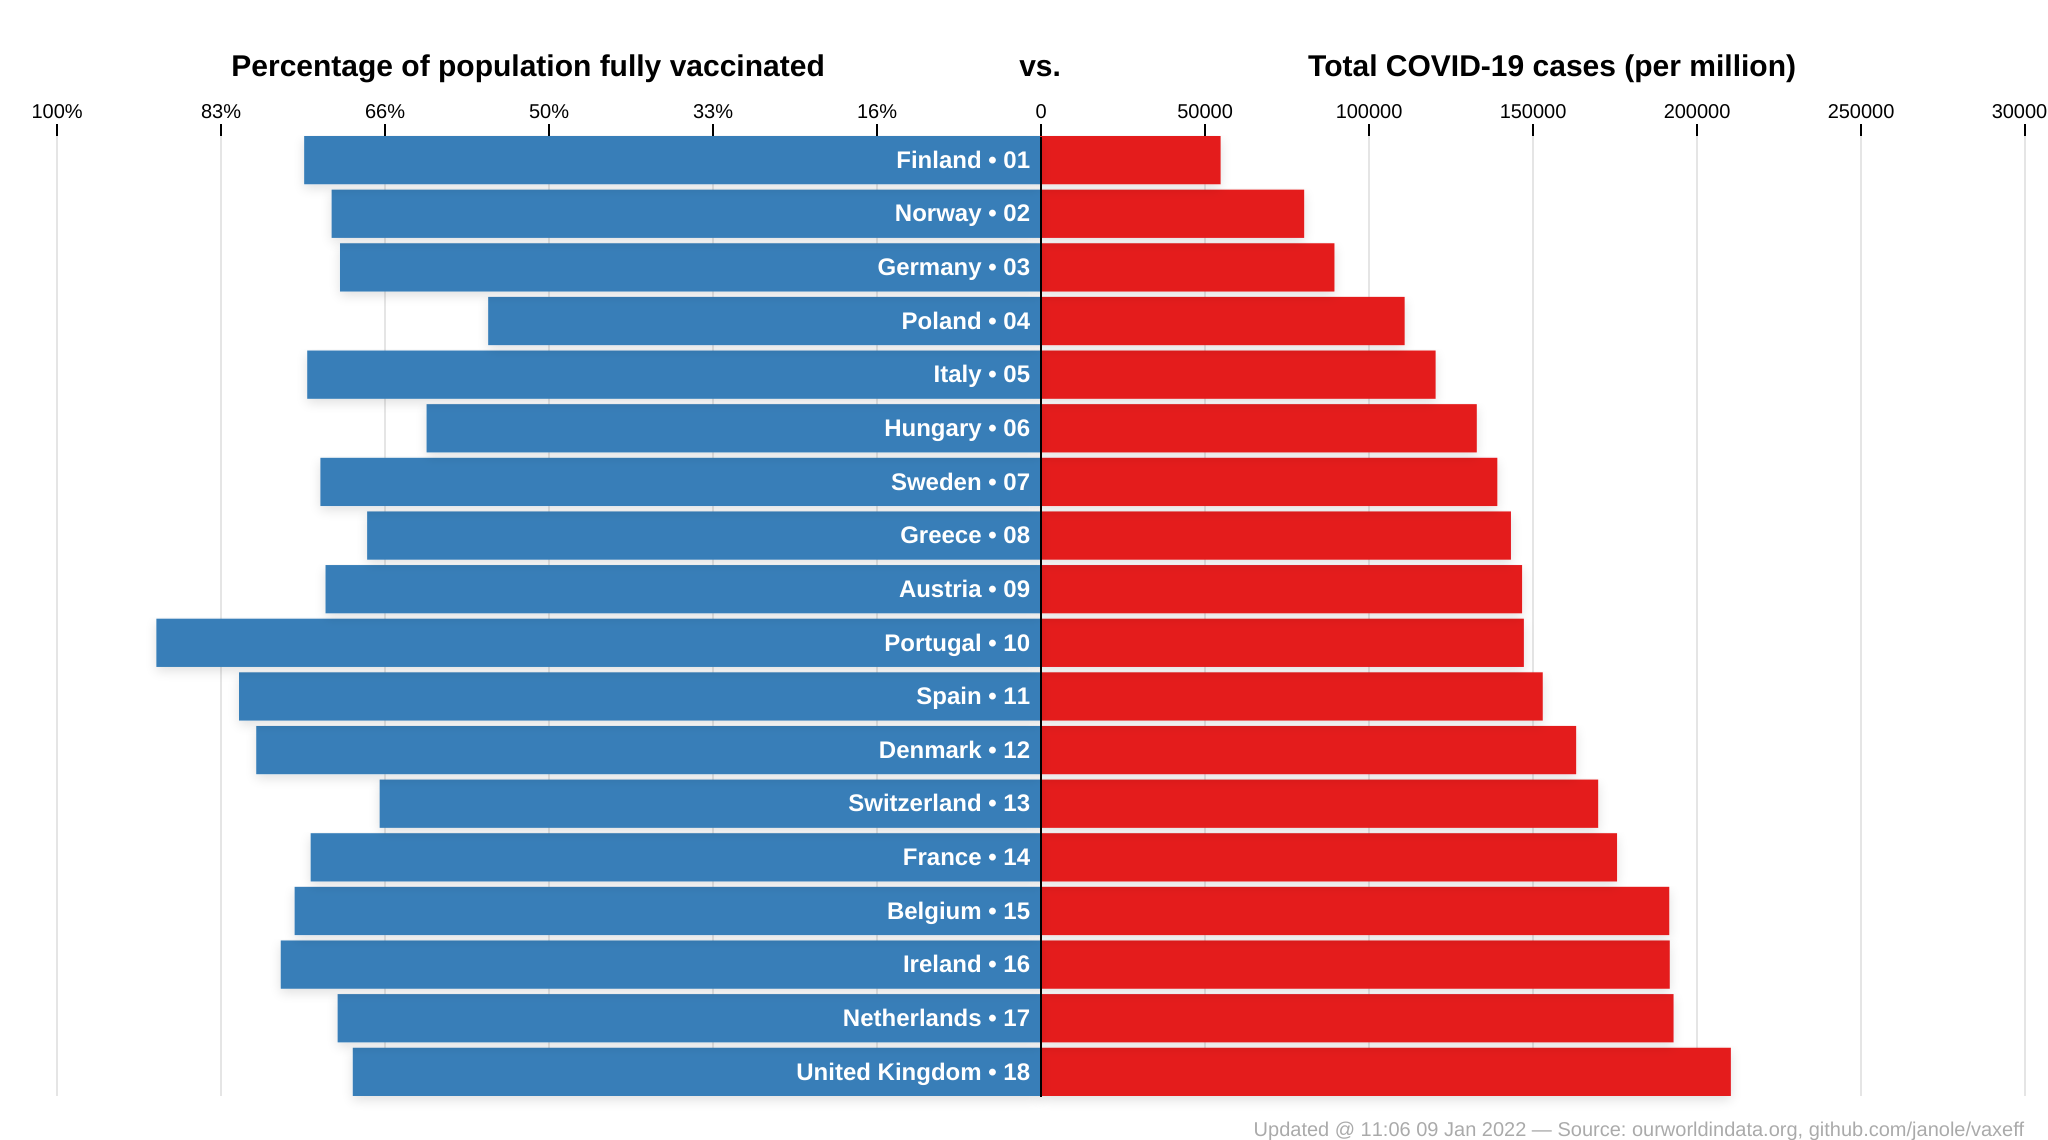 Percentage of population fully vaccinated vs. Total COVID-19 cases (per million)
100% 83% 66% 50% 33% 16% 0 50000 100000 150000 200000 250000 30000
Finland • 01
Norway • 02
Germany • 03
Poland • 04
Italy • 05
Hungary • 06
Sweden • 07
Greece • 08
Austria • 09
Portugal • 10
Spain • 11
Denmark • 12
Switzerland • 13
France • 14
Belgium • 15
Ireland • 16
Netherlands • 17
United Kingdom • 18
Updated @ 11:06 09 Jan 2022 — Source: ourworldindata.org, github.com/janole/vaxeff